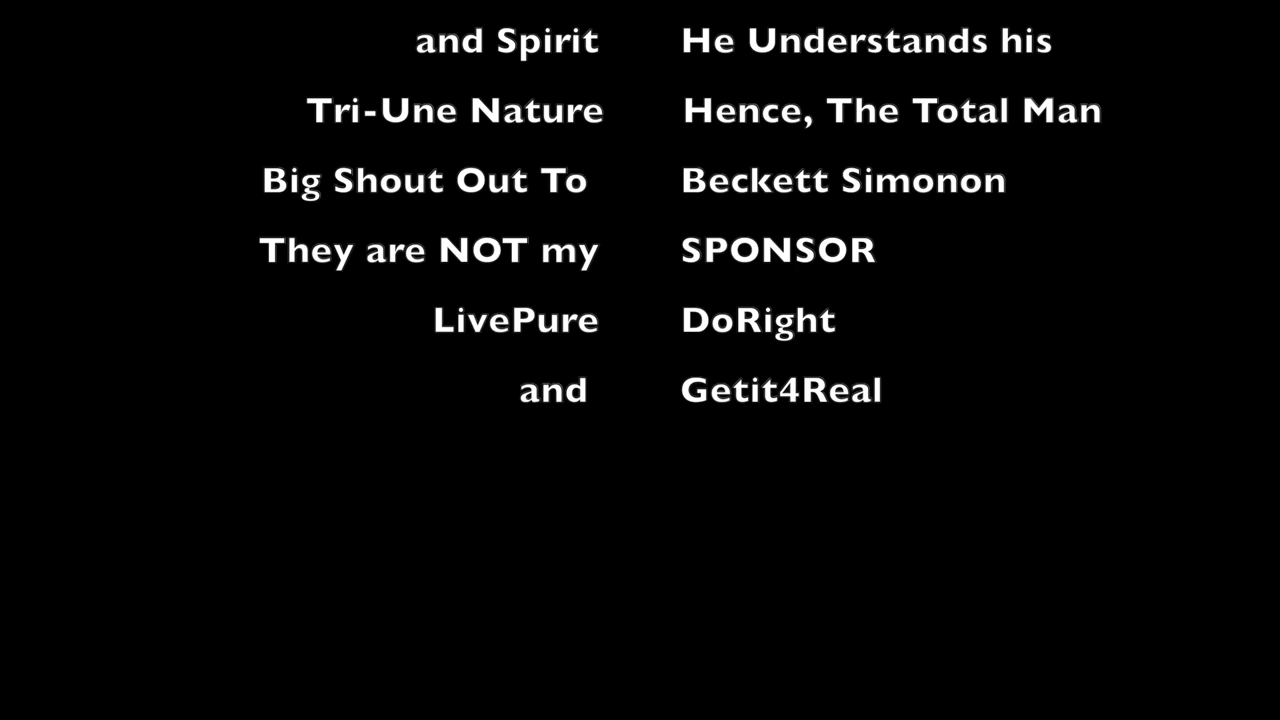 and Spirit He Understands his
Tri-Une Nature Hence, The Total Man
Big Shout Out To Beckett Simonon
They are NOT my SPONSOR
LivePure DoRight
and Getit4Real